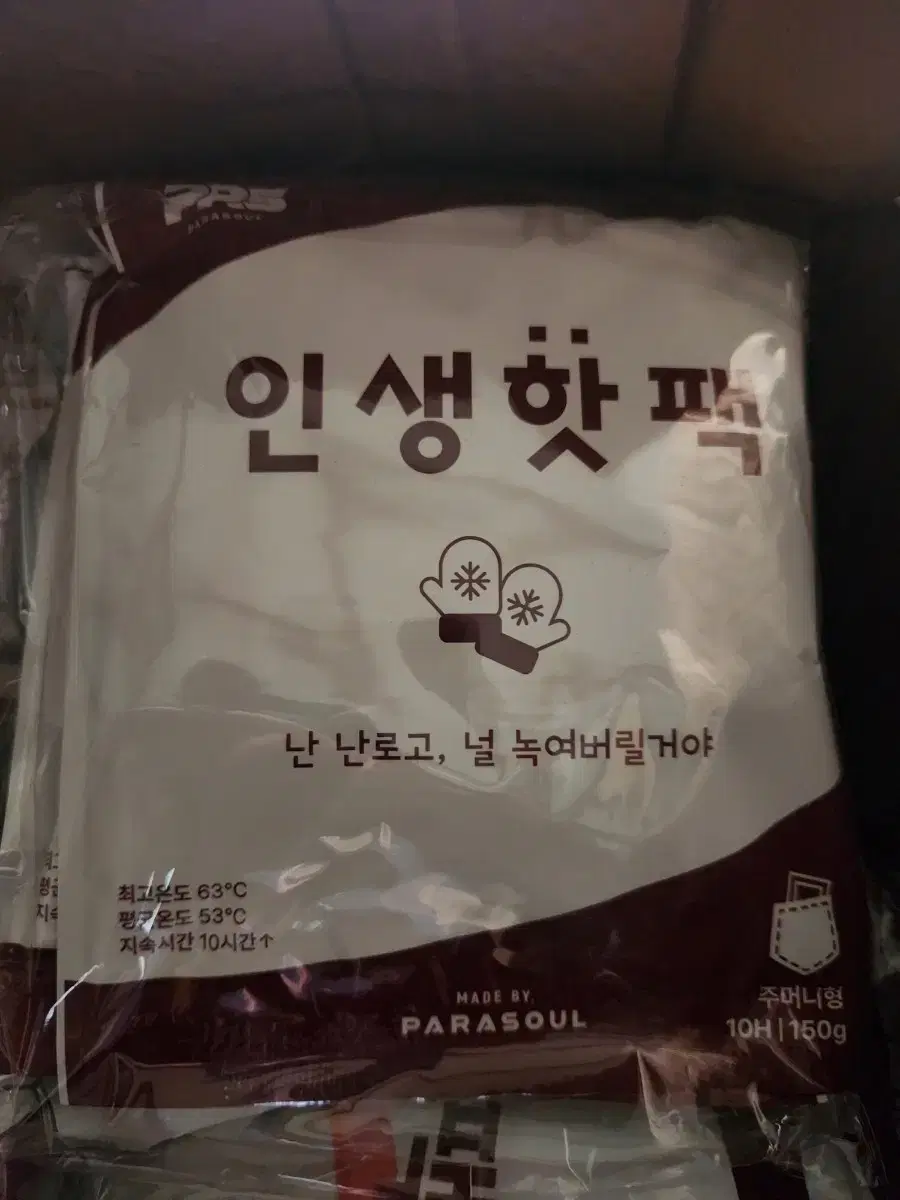 PRS
PARASOUL
인생핫팩
난 난로고, 널 녹여버릴거야
최고온도 63°C
평균온도 53°C
지속시간 10시간↑
MADE BY.
PARASOUL
주머니형
10H | 150g